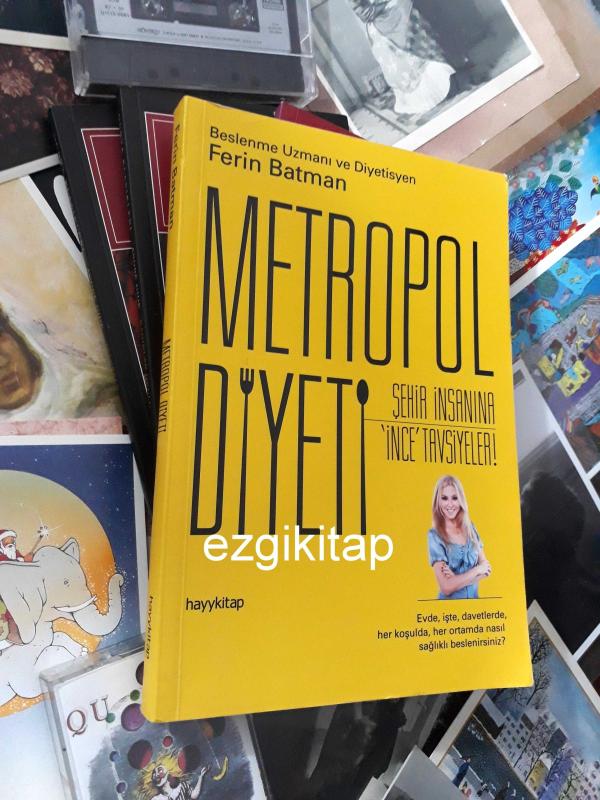 Beslenme Uzmanı ve Diyetisyen
Ferin Batman
METROPOL
DİYETİ
ŞEHİR İNSANINA
'İNCE' TAVSİYELER!
ezgikitap
hayykitap
Evde, işte, davetlerde,
her koşulda, her ortamda nasıl
sağlıklı beslenirsiniz?
Ferin Batman
METROPOL DİYETİ
hayykitap
QU